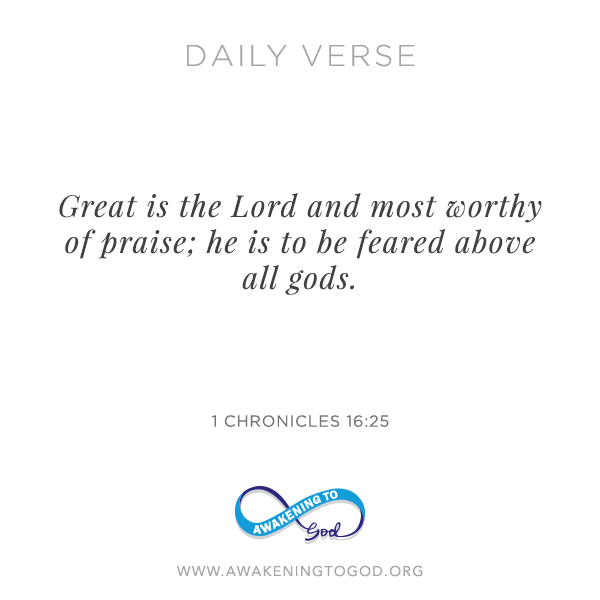 DAILY VERSE
Great is the Lord and most worthy
of praise; he is to be feared above
all gods.
1 CHRONICLES 16:25
AWAKENING TO
God
WWW.AWAKENINGTOGOD.ORG